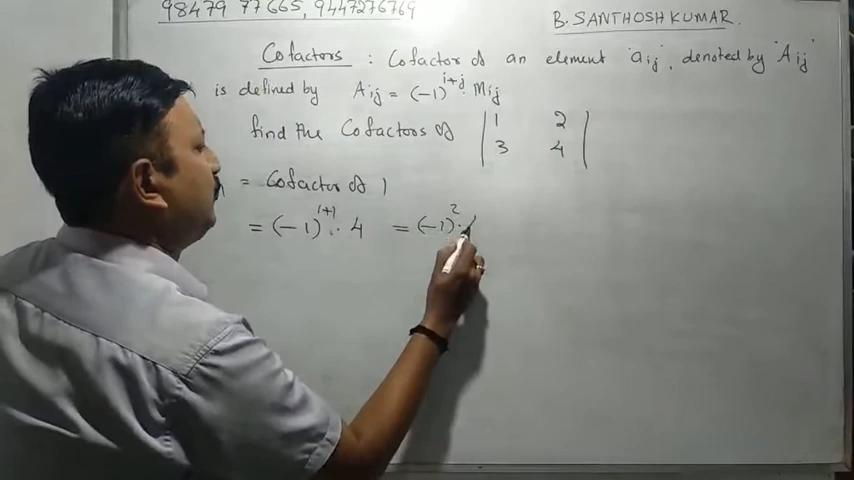 98479 77665, 9447276769
B. SANTHOSH KUMAR.
Cofactors : Cofactor of an element 'aij', denoted by 'Aij'
is defined by Aij = (-1)^i+j . Mij
find the Cofactors of | 1 2 |
| 3 4 |
= Cofactor of 1
= (-1)^1+1 . 4 = (-1)^2 .